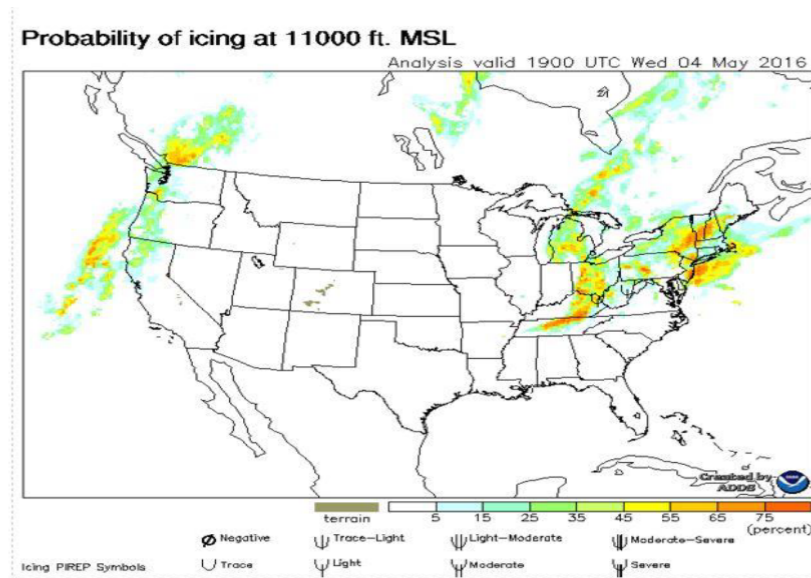 Probability of icing at 11000 ft. MSL
Analysis valid 1900 UTC Wed 04 May 2016
Created by
ADDS
terrain
5 15 25 35 45 55 65 75
(percent)
Negative Trace-Light Light-Moderate Moderate-Severe
Icing PIREP Symbols Trace Light Moderate Severe